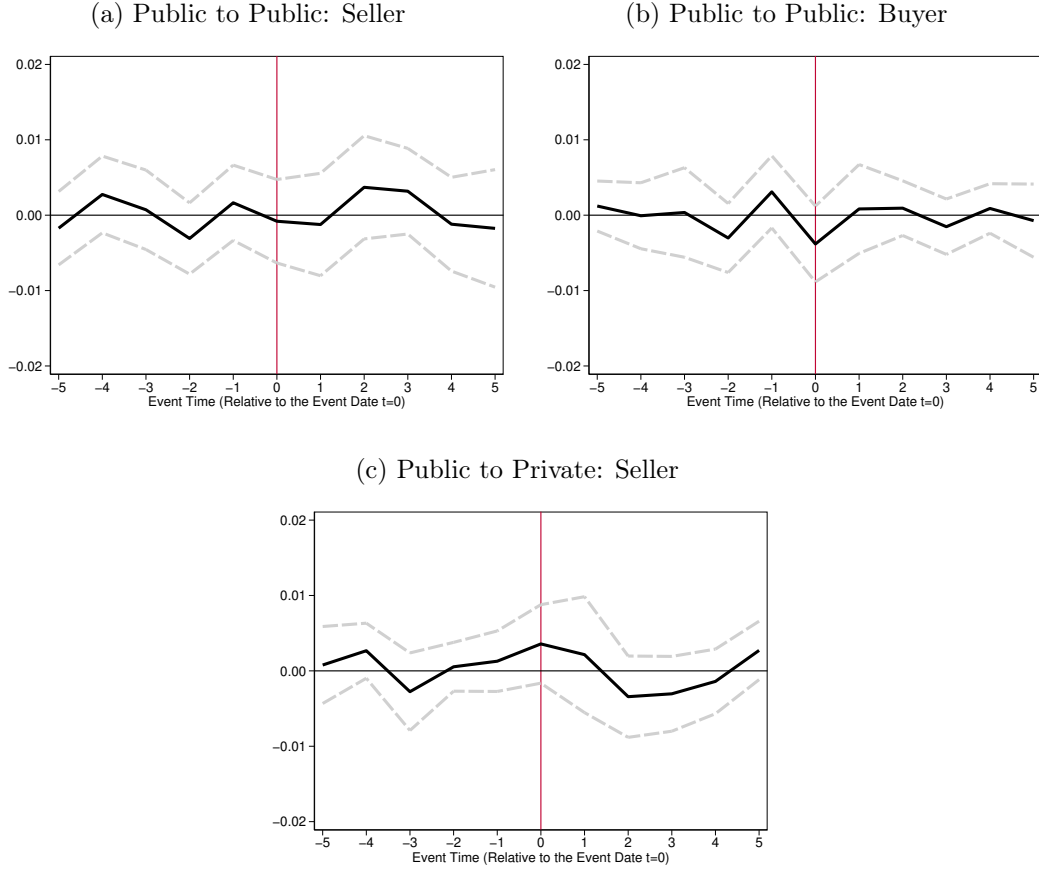 (a) Public to Public: Seller
0.02
0.01
0.00
−0.01
−0.02
−5 −4 −3 −2 −1 0 1 2 3 4 5
Event Time (Relative to the Event Date t=0)
(b) Public to Public: Buyer
0.02
0.01
0.00
−0.01
−0.02
−5 −4 −3 −2 −1 0 1 2 3 4 5
Event Time (Relative to the Event Date t=0)
(c) Public to Private: Seller
0.02
0.01
0.00
−0.01
−0.02
−5 −4 −3 −2 −1 0 1 2 3 4 5
Event Time (Relative to the Event Date t=0)